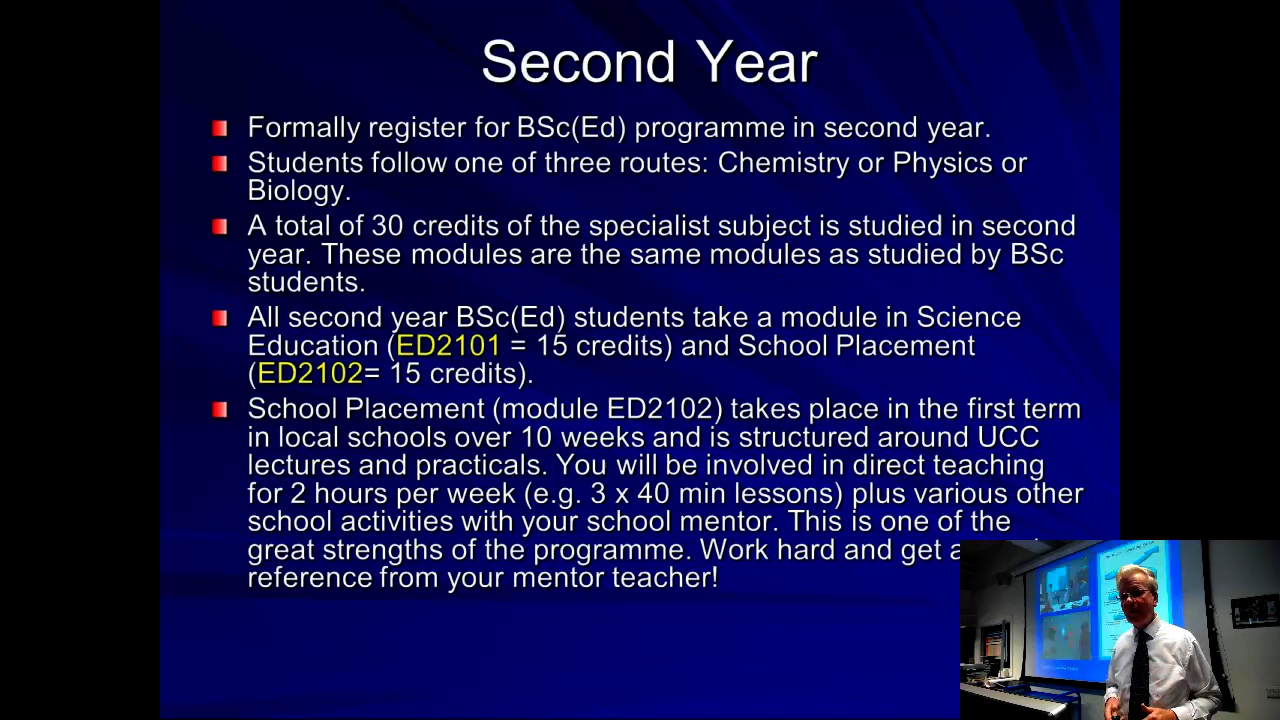 Second Year
Formally register for BSc(Ed) programme in second year.
Students follow one of three routes: Chemistry or Physics or
Biology.
A total of 30 credits of the specialist subject is studied in second
year. These modules are the same modules as studied by BSc
students.
All second year BSc(Ed) students take a module in Science
Education (ED2101 = 15 credits) and School Placement
(ED2102= 15 credits).
School Placement (module ED2102) takes place in the first term
in local schools over 10 weeks and is structured around UCC
lectures and practicals. You will be involved in direct teaching
for 2 hours per week (e.g. 3 x 40 min lessons) plus various other
school activities with your school mentor. This is one of the
great strengths of the programme. Work hard and get a
reference from your mentor teacher!